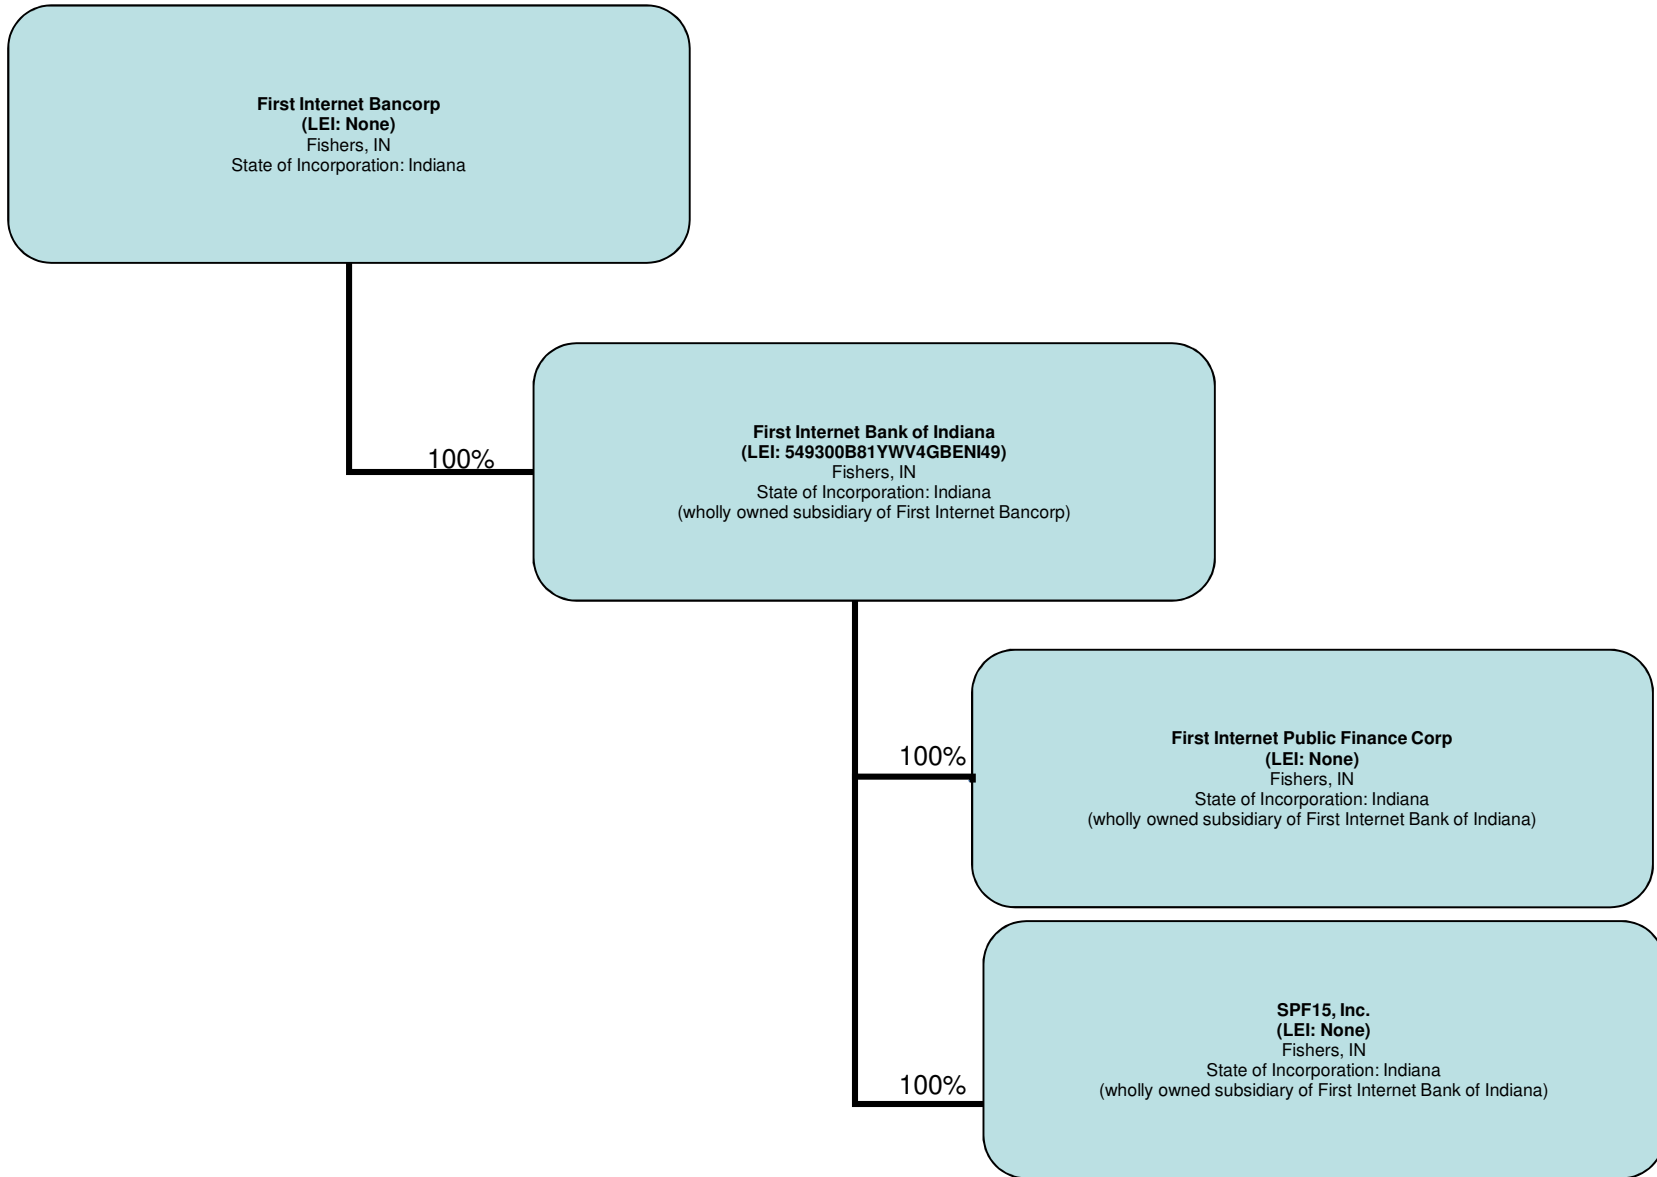 First Internet Bancorp
(LEI: None)
Fishers, IN
State of Incorporation: Indiana
100%
First Internet Bank of Indiana
(LEI: 549300B81YWV4GBENI49)
Fishers, IN
State of Incorporation: Indiana
(wholly owned subsidiary of First Internet Bancorp)
100%
First Internet Public Finance Corp
(LEI: None)
Fishers, IN
State of Incorporation: Indiana
(wholly owned subsidiary of First Internet Bank of Indiana)
100%
SPF15, Inc.
(LEI: None)
Fishers, IN
State of Incorporation: Indiana
(wholly owned subsidiary of First Internet Bank of Indiana)